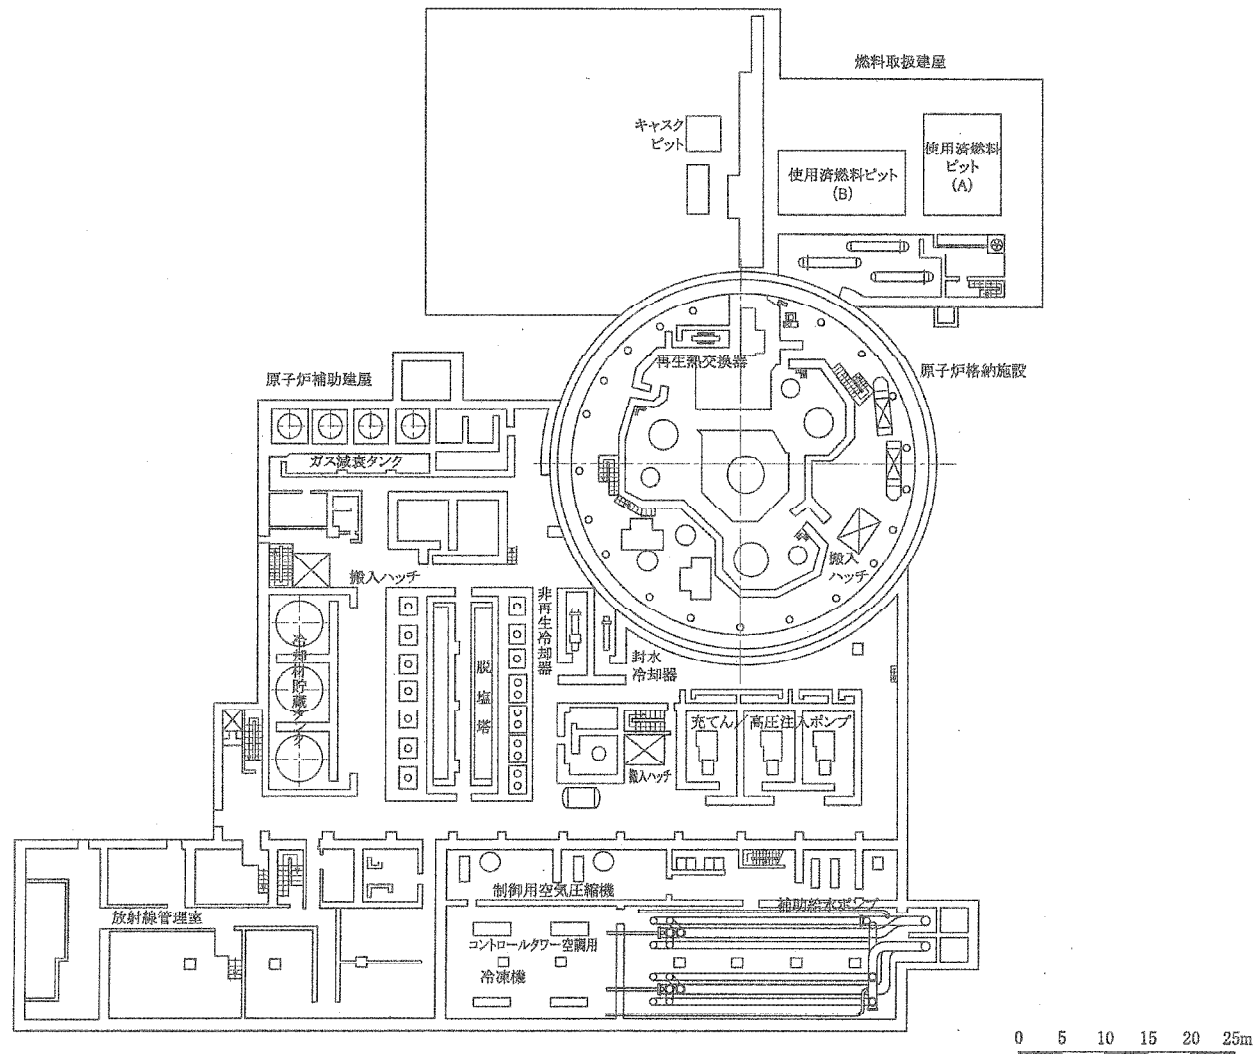 燃料取扱建屋
キャスク
ピット
使用済燃料
ピット
(A)
使用済燃料ピット
(B)
再生熱交換器
原子炉格納施設
原子炉補助建屋
ガス減衰タンク
搬入ハッチ
搬入
ハッチ
非再生冷却器
封水
冷却器
冷却材貯蔵タンク
脱塩塔
充てん／高圧注入ポンプ
搬入ハッチ
制御用空気圧縮機
補助給水ポンプ
放射線管理室
コントロールタワー空調用
冷凍機
0 5 10 15 20 25m